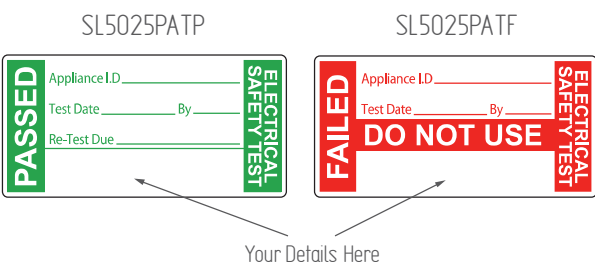 SL5025PATP
PASSED
Appliance I.D
Test Date By
Re-Test Due
ELECTRICAL
SAFETY TEST
SL5025PATF
FAILED
Appliance I.D
Test Date By
DO NOT USE
ELECTRICAL
SAFETY TEST
Your Details Here